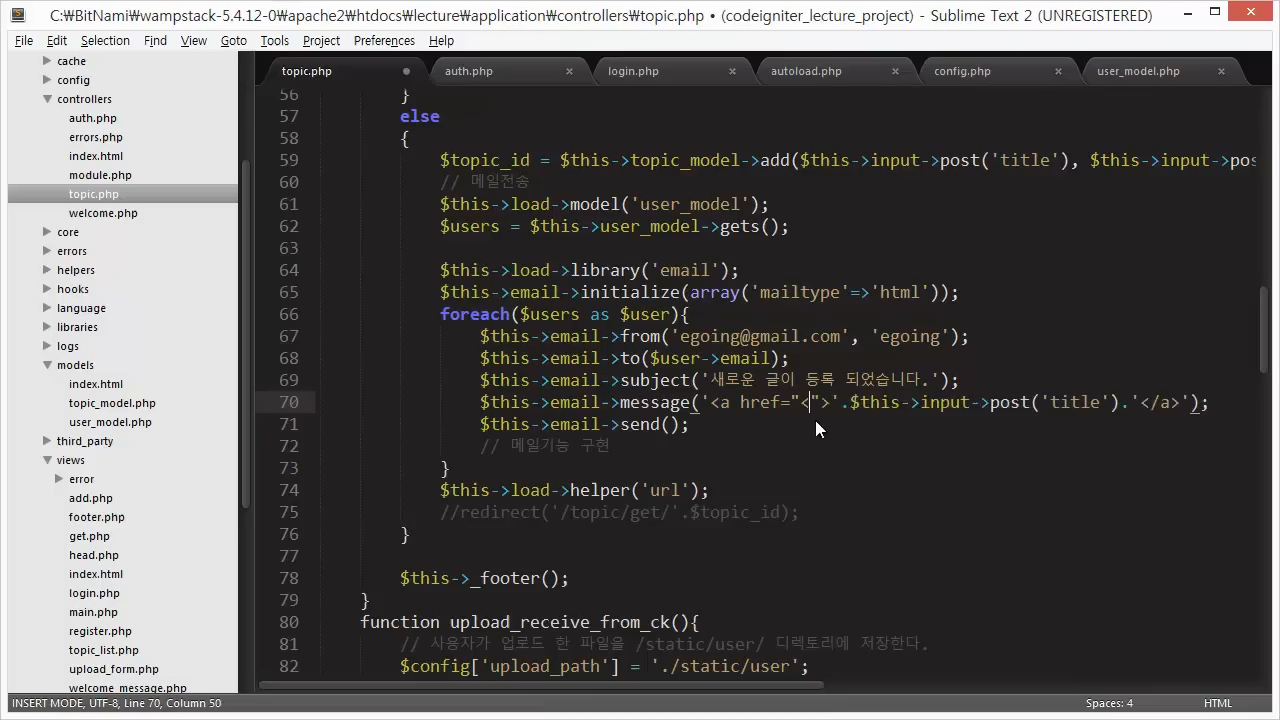 C:₩BitNami₩wampstack-5.4.12-0₩apache2₩htdocs₩lecture₩application₩controllers₩topic.php • (codeigniter_lecture_project) - Sublime Text 2 (UNREGISTERED)
File Edit Selection Find View Goto Tools Project Preferences Help
cache
config
controllers
auth.php
errors.php
index.html
module.php
topic.php
welcome.php
core
errors
helpers
hooks
language
libraries
logs
models
index.html
topic_model.php
user_model.php
third_party
views
error
add.php
footer.php
get.php
head.php
index.html
login.php
main.php
register.php
topic_list.php
upload_form.php
welcome_message.php
topic.php auth.php login.php autoload.php config.php user_model.php
56 }
57 else
58 {
59 $topic_id = $this->topic_model->add($this->input->post('title'), $this->input->pos
60 // 메일전송
61 $this->load->model('user_model');
62 $users = $this->user_model->gets();
63
64 $this->load->library('email');
65 $this->email->initialize(array('mailtype'=>'html'));
66 foreach($users as $user){
67 $this->email->from('egoing@gmail.com', 'egoing');
68 $this->email->to($user->email);
69 $this->email->subject('새로운 글이 등록 되었습니다.');
70 $this->email->message('<a href="<">'.$this->input->post('title').'</a>');
71 $this->email->send();
72 // 메일기능 구현
73 }
74 $this->load->helper('url');
75 //redirect('/topic/get/'.$topic_id);
76 }
77
78 $this->_footer();
79 }
80 function upload_receive_from_ck(){
81 // 사용자가 업로드 한 파일을 /static/user/ 디렉토리에 저장한다.
82 $config['upload_path'] = './static/user';
INSERT MODE, UTF-8, Line 70, Column 50 Spaces: 4 HTML